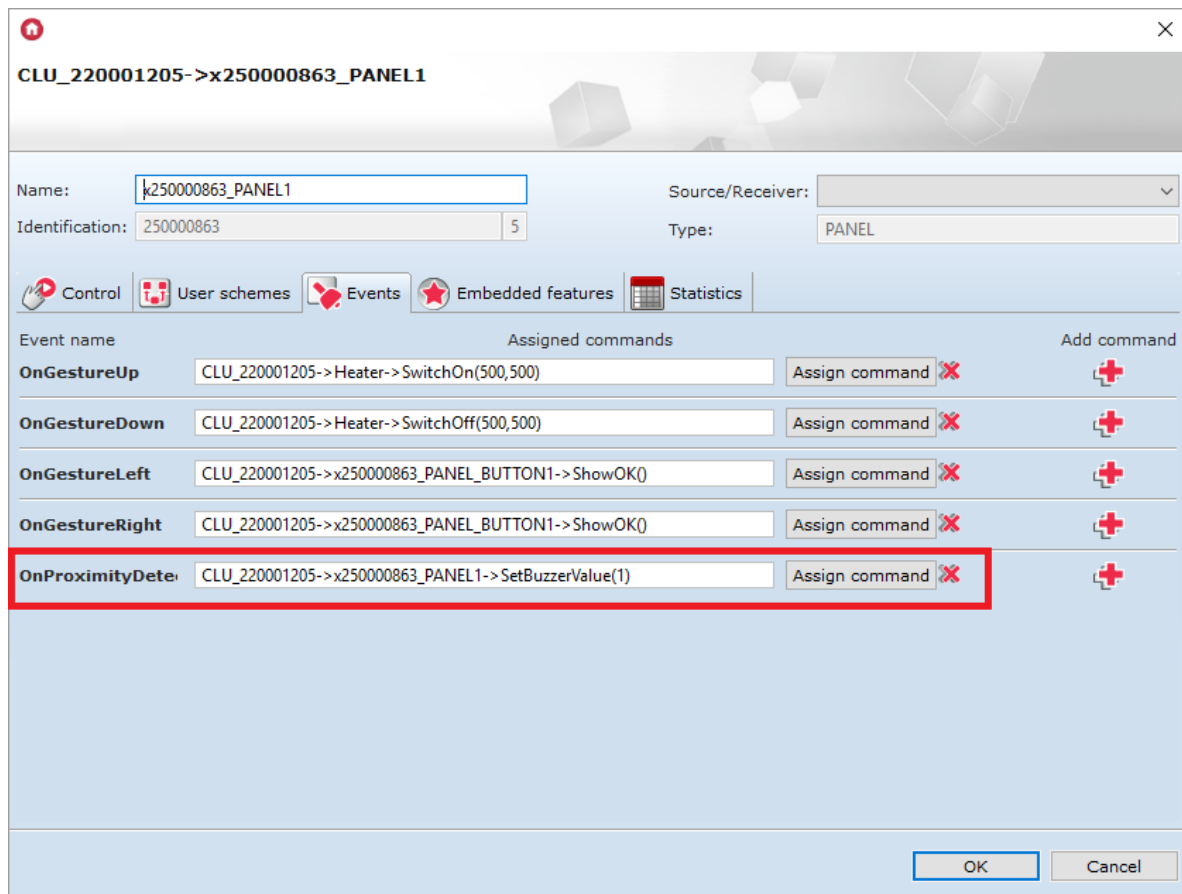 CLU_220001205->x250000863_PANEL1
Name: x250000863_PANEL1 Source/Receiver:
Identification: 250000863 5 Type: PANEL
Control User schemes Events Embedded features Statistics
Event name Assigned commands Add command
OnGestureUp CLU_220001205->Heater->SwitchOn(500,500) Assign command
OnGestureDown CLU_220001205->Heater->SwitchOff(500,500) Assign command
OnGestureLeft CLU_220001205->x250000863_PANEL_BUTTON1->ShowOK() Assign command
OnGestureRight CLU_220001205->x250000863_PANEL_BUTTON1->ShowOK() Assign command
OnProximityDete CLU_220001205->x250000863_PANEL1->SetBuzzerValue(1) Assign command
OK Cancel